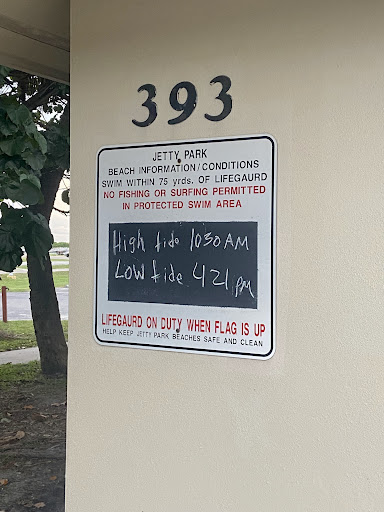 393
JETTY PARK
BEACH INFORMATION/CONDITIONS
SWIM WITHIN 75 yrds. OF LIFEGAURD
NO FISHING OR SURFING PERMITTED
IN PROTECTED SWIM AREA
High tide 1030 AM
Low tide 421 pm
LIFEGAURD ON DUTY WHEN FLAG IS UP
HELP KEEP JETTY PARK BEACHES SAFE AND CLEAN